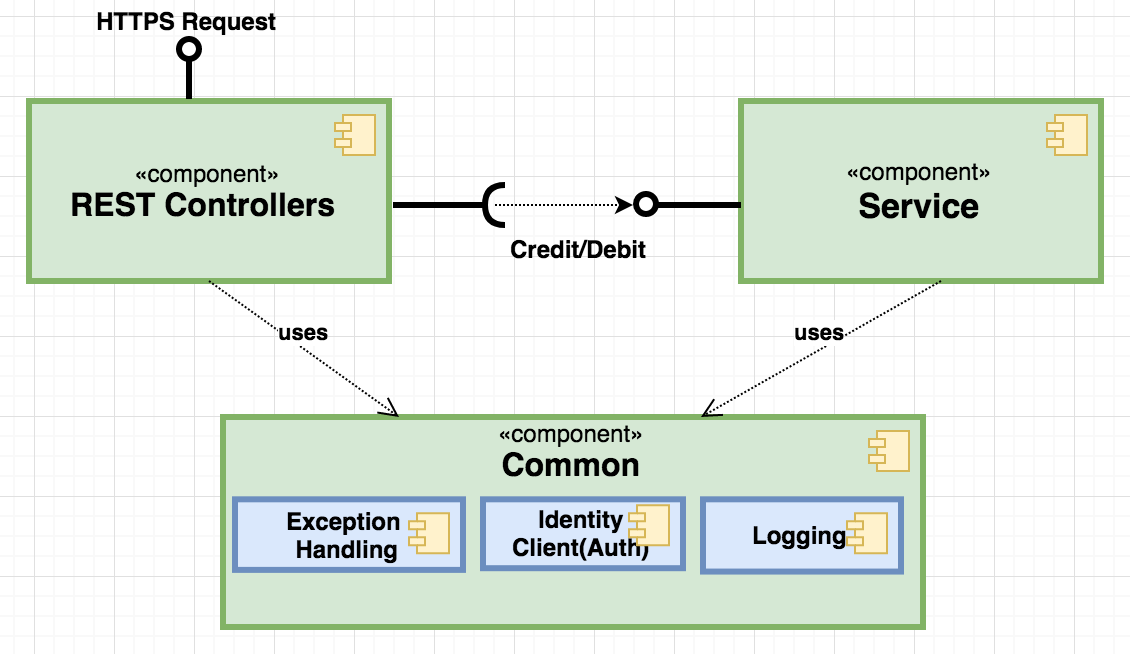 HTTPS Request
«component»
REST Controllers
«component»
Service
Credit/Debit
uses
uses
«component»
Common
Exception
Handling
Identity
Client(Auth)
Logging